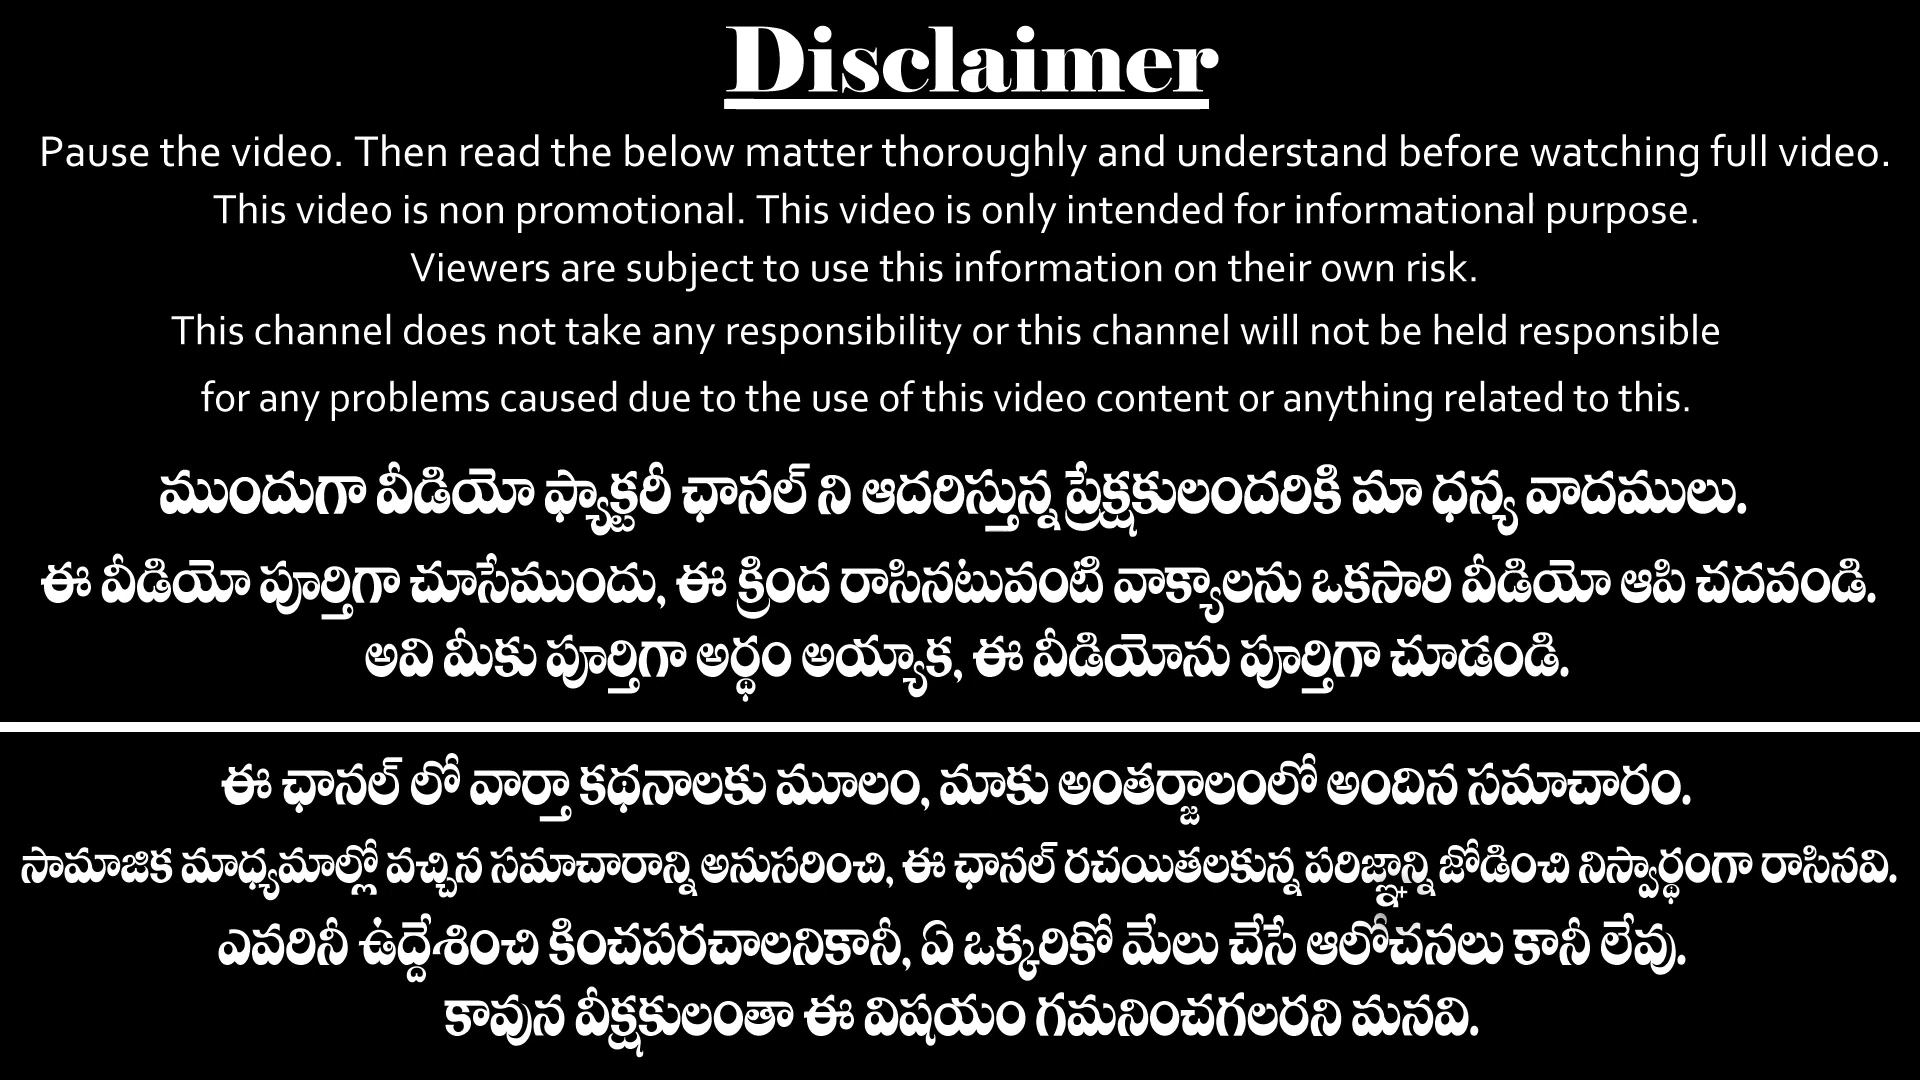 Disclaimer
Pause the video. Then read the below matter thoroughly and understand before watching full video.
This video is non promotional. This video is only intended for informational purpose.
Viewers are subject to use this information on their own risk.
This channel does not take any responsibility or this channel will not be held responsible
for any problems caused due to the use of this video content or anything related to this.
ముందుగా వీడియో ఫ్యాక్టరీ ఛానల్ ని ఆదరిస్తున్న ప్రేక్షకులందరికి మా ధన్య వాదములు.
ఈ వీడియో పూర్తిగా చూసేముందు, ఈ క్రింద రాసినటువంటి వాక్యాలను ఒకసారి వీడియో ఆపి చదవండి.
అవి మీకు పూర్తిగా అర్థం అయ్యాక, ఈ వీడియోను పూర్తిగా చూడండి.
ఈ ఛానల్ లో వార్తా కథనాలకు మూలం, మాకు అంతర్జాలంలో అందిన సమాచారం.
సామాజిక మాధ్యమాల్లో వచ్చిన సమాచారాన్ని అనుసరించి, ఈ ఛానల్ రచయితలకున్న పరిజ్ఞాన్ని జోడించి నిస్వార్థంగా రాసినవి.
ఎవరినీ ఉద్దేశించి కించపరచాలనికానీ, ఏ ఒక్కరికో మేలు చేసే ఆలోచనలు కానీ లేవు.
కావున వీక్షకులంతా ఈ విషయం గమనించగలరని మనవి.